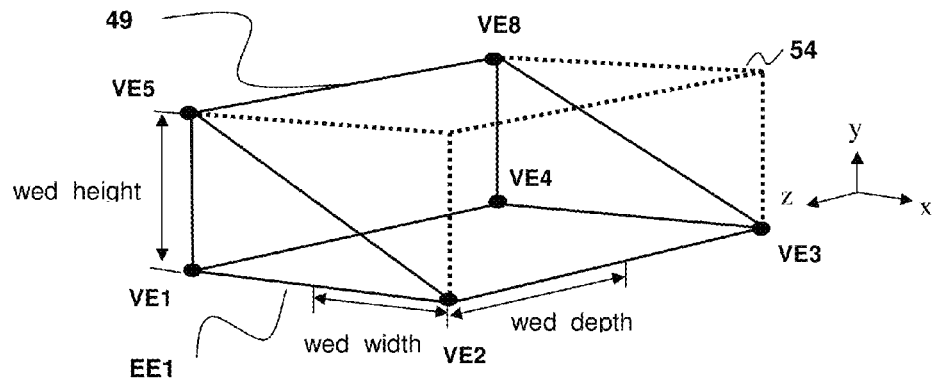 49
VE8
54
VE5
y
wed height
VE4
z
x
VE3
VE1
wed depth
wed width
VE2
EE1